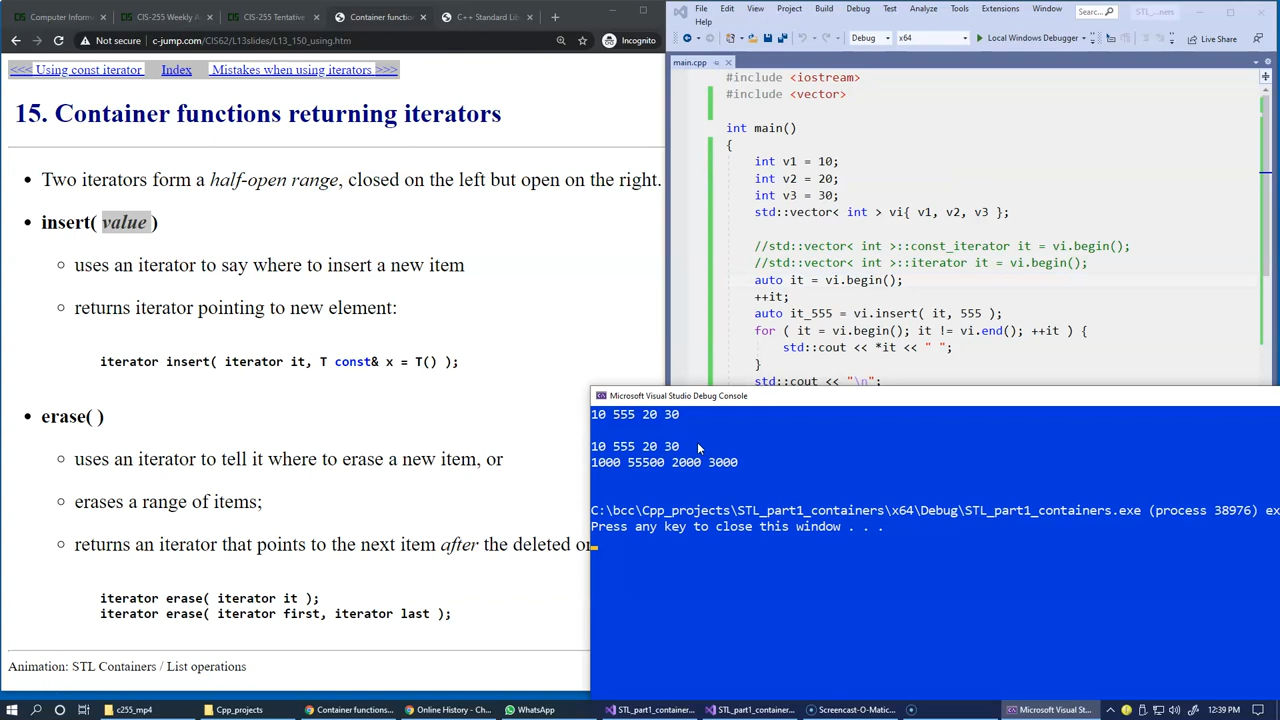 Computer Informa
CIS-255 Weekly A
CIS-255 Tentative
Container functio
C++ Standard Lib
Not secure
c-jump.com/CIS62/L13slides/L13_150_using.htm
Incognito
<<< Using const iterator
Index
Mistakes when using iterators >>>
15. Container functions returning iterators
• Two iterators form a half-open range, closed on the left but open on the right.
• insert( value )
uses an iterator to say where to insert a new item
returns iterator pointing to new element:
iterator insert( iterator it, T const& x = T() );
• erase( )
uses an iterator to tell it where to erase a new item, or
erases a range of items;
returns an iterator that points to the next item after the deleted
iterator erase( iterator it );
iterator erase( iterator first, iterator last );
Animation: STL Containers / List operations
File Edit View Project Build Debug Test Analyze Tools Extensions Window
Help
Search...
STL_...ners
Debug
x64
Local Windows Debugger
Live Share
main.cpp
#include <iostream>
#include <vector>
int main()
{
int v1 = 10;
int v2 = 20;
int v3 = 30;
std::vector< int > vi{ v1, v2, v3 };
//std::vector< int >::const_iterator it = vi.begin();
//std::vector< int >::iterator it = vi.begin();
auto it = vi.begin();
++it;
auto it_555 = vi.insert( it, 555 );
for ( it = vi.begin(); it != vi.end(); ++it ) {
std::cout << *it << " ";
}
std::cout << "\n";
Microsoft Visual Studio Debug Console
10 555 20 30
10 555 20 30
1000 55500 2000 3000
C:\bcc\Cpp_projects\STL_part1_containers\x64\Debug\STL_part1_containers.exe (process 38976) ex
Press any key to close this window . . .
c255_mp4
Cpp_projects
Container functions
Online History - Ch...
WhatsApp
STL_part1_container...
STL_part1_container...
Screencast-O-Matic...
Microsoft Visual St...
12:39 PM